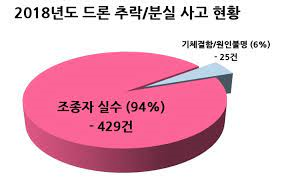 2018년도 드론 추락/분실 사고 현황
기체결함/원인불명 (6%)
- 25건
조종자 실수 (94%)
- 429건